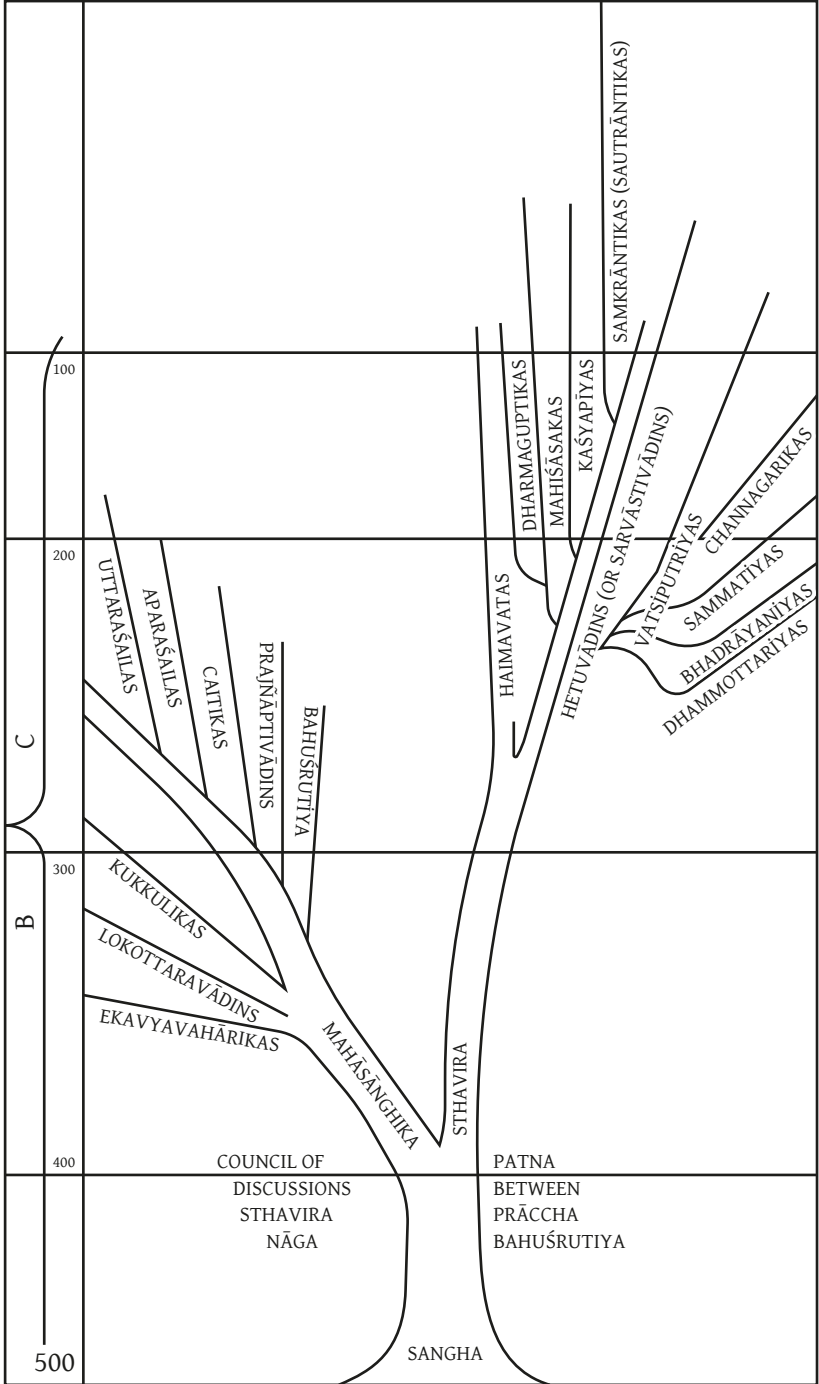 SAMKRĀNTIKAS (SAUTRĀNTIKAS)
100
DHARMAGUPTIKAS
MAHIŚĀSAKAS
KAŚYAPĪYAS
HETUVĀDINS (OR SARVĀSTIVĀDINS)
VATSĪPUTRĪYAS
CHANNAGARIKAS
200
UTTARAŚAILAS
APARAŚAILAS
CAITIKAS
PRAJÑĀPTIVĀDINS
BAHUŚRUTĪYA
HAIMAVATAS
SAMMATĪYAS
BHADRĀYANĪYAS
DHAMMOTTARĪYAS
C
300
B
KUKKULIKAS
LOKOTTARAVĀDINS
EKAVYAVAHĀRIKAS
MAHĀSĀNGHIKA
STHAVIRA
400
COUNCIL OF
DISCUSSIONS
STHAVIRA
NĀGA
PATNA
BETWEEN
PRĀCCHA
BAHUŚRUTIYA
SANGHA
500